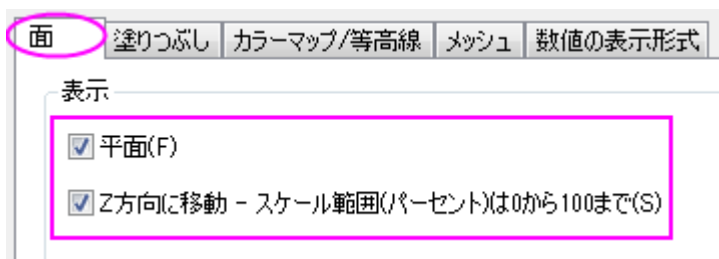 面 塗りつぶし カラーマップ/等高線 メッシュ 数値の表示形式
表示
平面(F)
Z方向に移動 - スケール範囲(パーセント)は0から100まで(S)